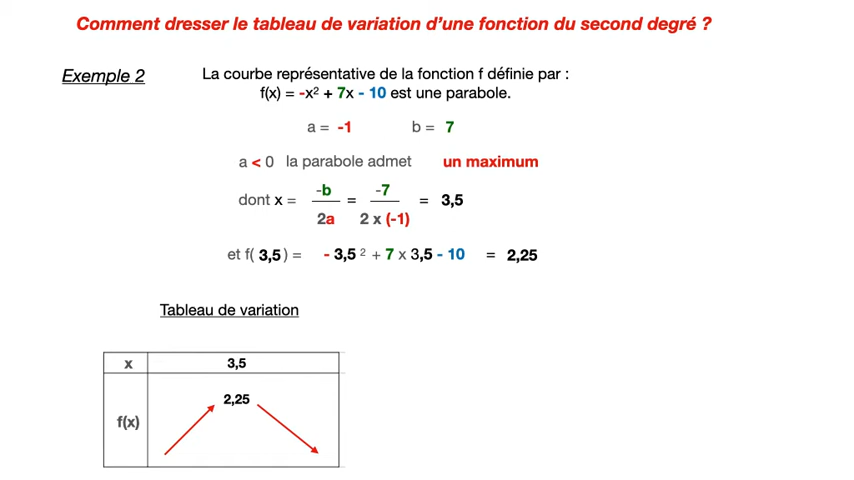 Comment dresser le tableau de variation d’une fonction du second degré ?
Exemple 2
La courbe représentative de la fonction f définie par :
f(x) = -x² + 7x - 10 est une parabole.
a = -1 b = 7
a < 0 la parabole admet un maximum
dont x = -b / 2a = -7 / 2 x (-1) = 3,5
et f( 3,5 ) = - 3,5 ² + 7 x 3,5 - 10 = 2,25
Tableau de variation
x 3,5
2,25
f(x)